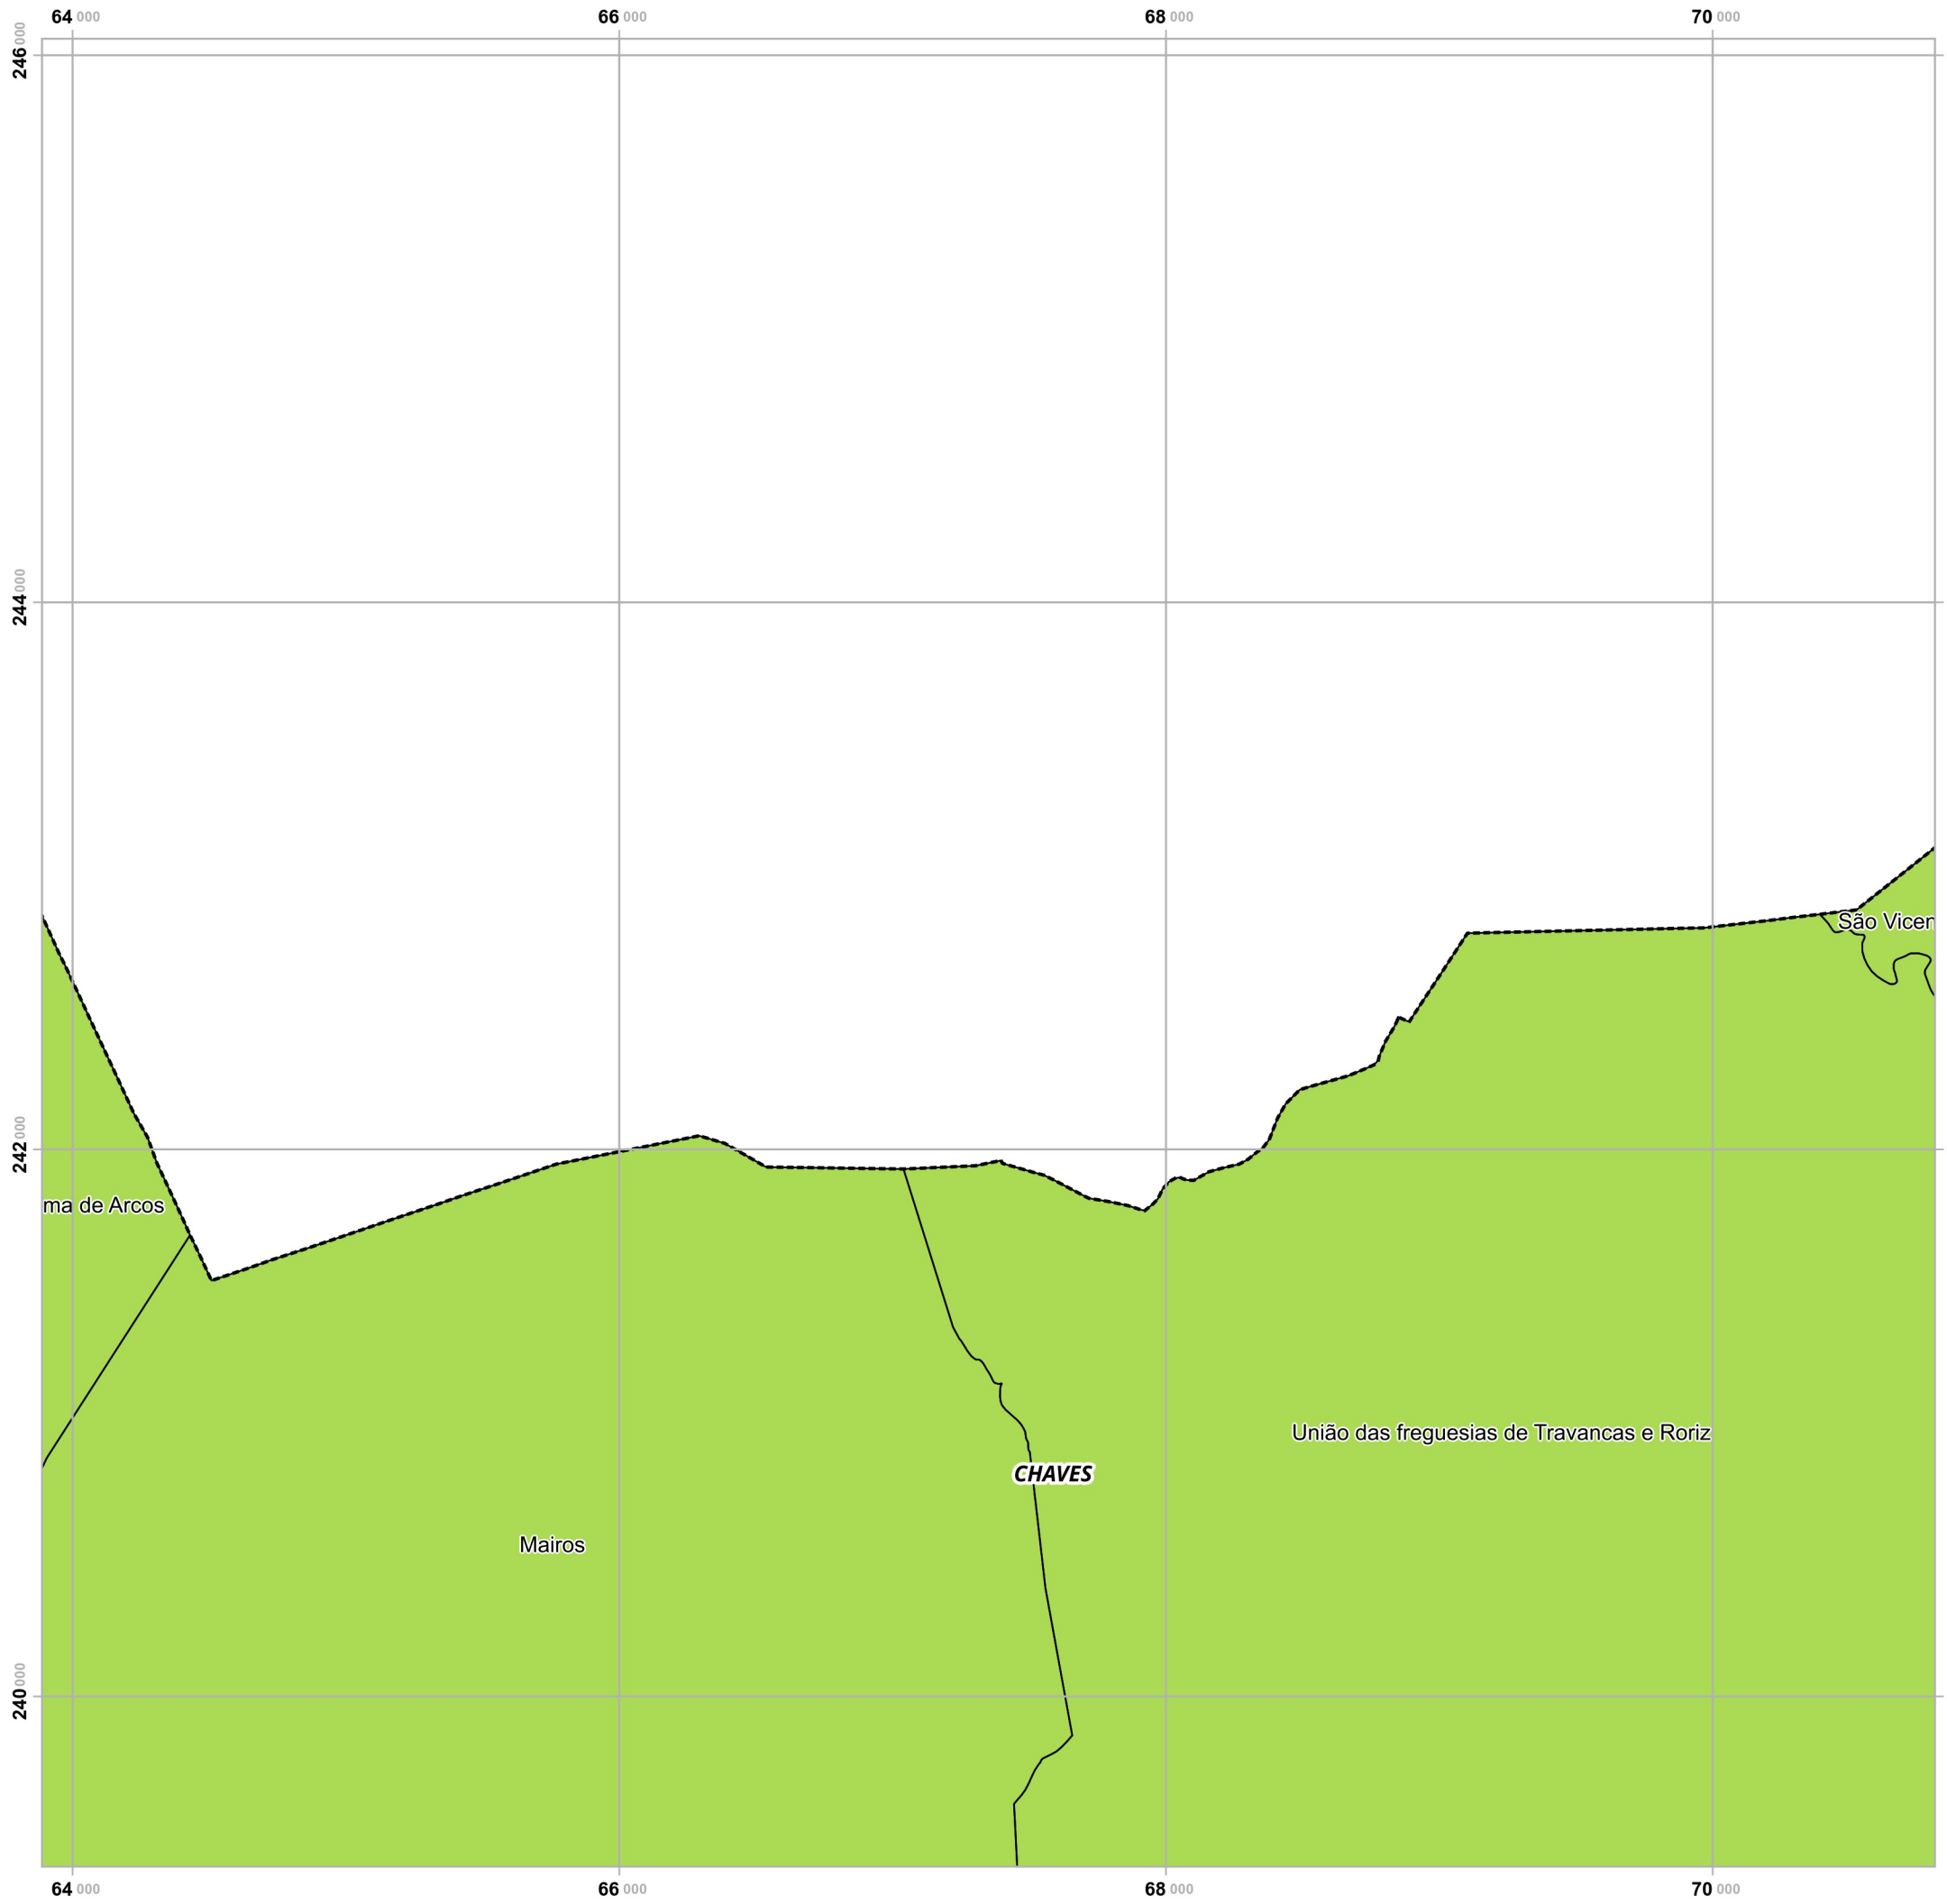 64 000 66 000 68 000 70 000
246 000
244 000
São Vicen
242 000
ma de Arcos
União das freguesias de Travancas e Roriz
CHAVES
Mairos
240 000
64 000 66 000 68 000 70 000